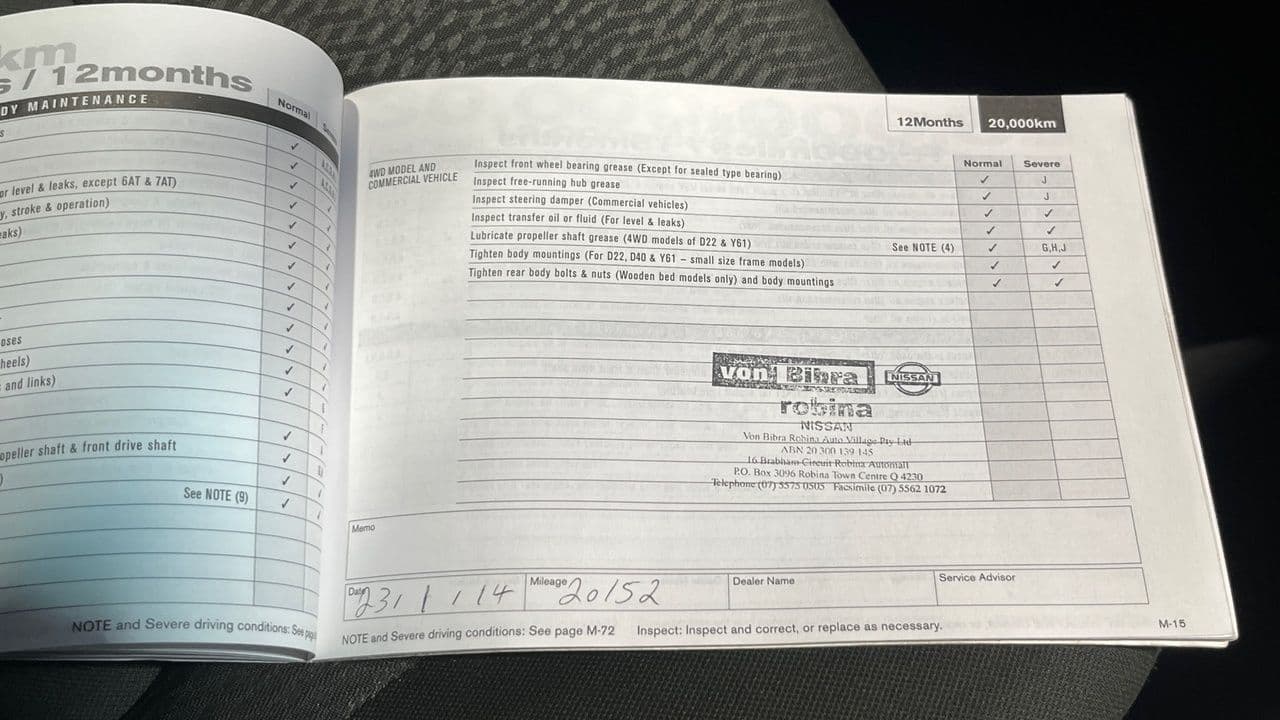 km
/ 12months
DY MAINTENANCE
Normal
or level & leaks, except 6AT & 7AT)
y, stroke & operation)
eaks)
oses
heels)
and links)
opeller shaft & front drive shaft
)
See NOTE (9)
NOTE and Severe driving conditions: See
12Months
20,000km
Normal Severe
4WD MODEL AND
COMMERCIAL VEHICLE
Inspect front wheel bearing grease (Except for sealed type bearing) ✓ J
Inspect free-running hub grease ✓ J
Inspect steering damper (Commercial vehicles) ✓ ✓
Inspect transfer oil or fluid (For level & leaks) ✓ ✓
Lubricate propeller shaft grease (4WD models of D22 & Y61) See NOTE (4) ✓ G,H,J
Tighten body mountings (For D22, D40 & Y61 – small size frame models) ✓ ✓
Tighten rear body bolts & nuts (Wooden bed models only) and body mountings ✓ ✓
von Bibra NISSAN
robina
NISSAN
Von Bibra Robina Auto Village Pty Ltd
ABN 20 300 139 145
16 Brabham Circuit Robina Automall
P.O. Box 3096 Robina Town Centre Q 4230
Telephone (07) 5575 0505 Facsimile (07) 5562 1072
Memo
Date 23/ 1 / 14 Mileage 20152 Dealer Name Service Advisor
NOTE and Severe driving conditions: See page M-72 Inspect: Inspect and correct, or replace as necessary.
M-15